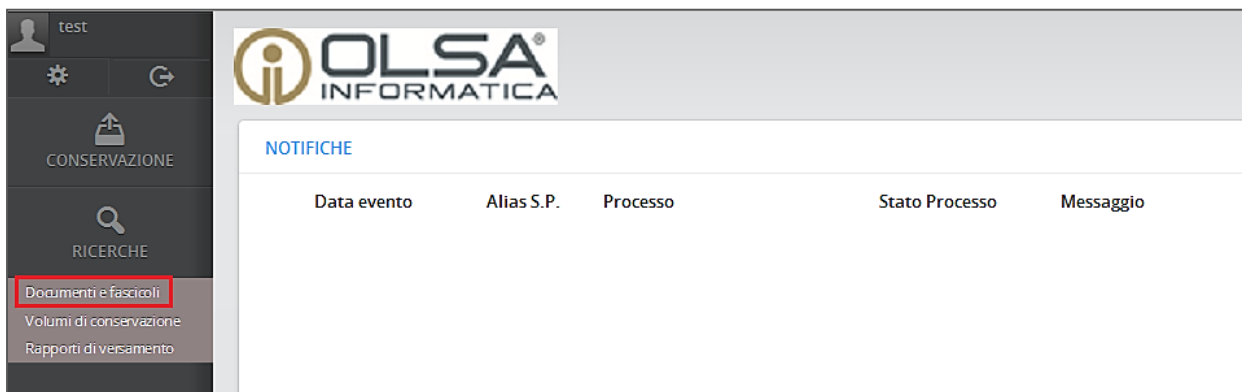 test
CONSERVAZIONE
RICERCHE
Documenti e fascicoli
Volumi di conservazione
Rapporti di versamento
OLSA®
INFORMATICA
NOTIFICHE
Data evento Alias S.P. Processo Stato Processo Messaggio